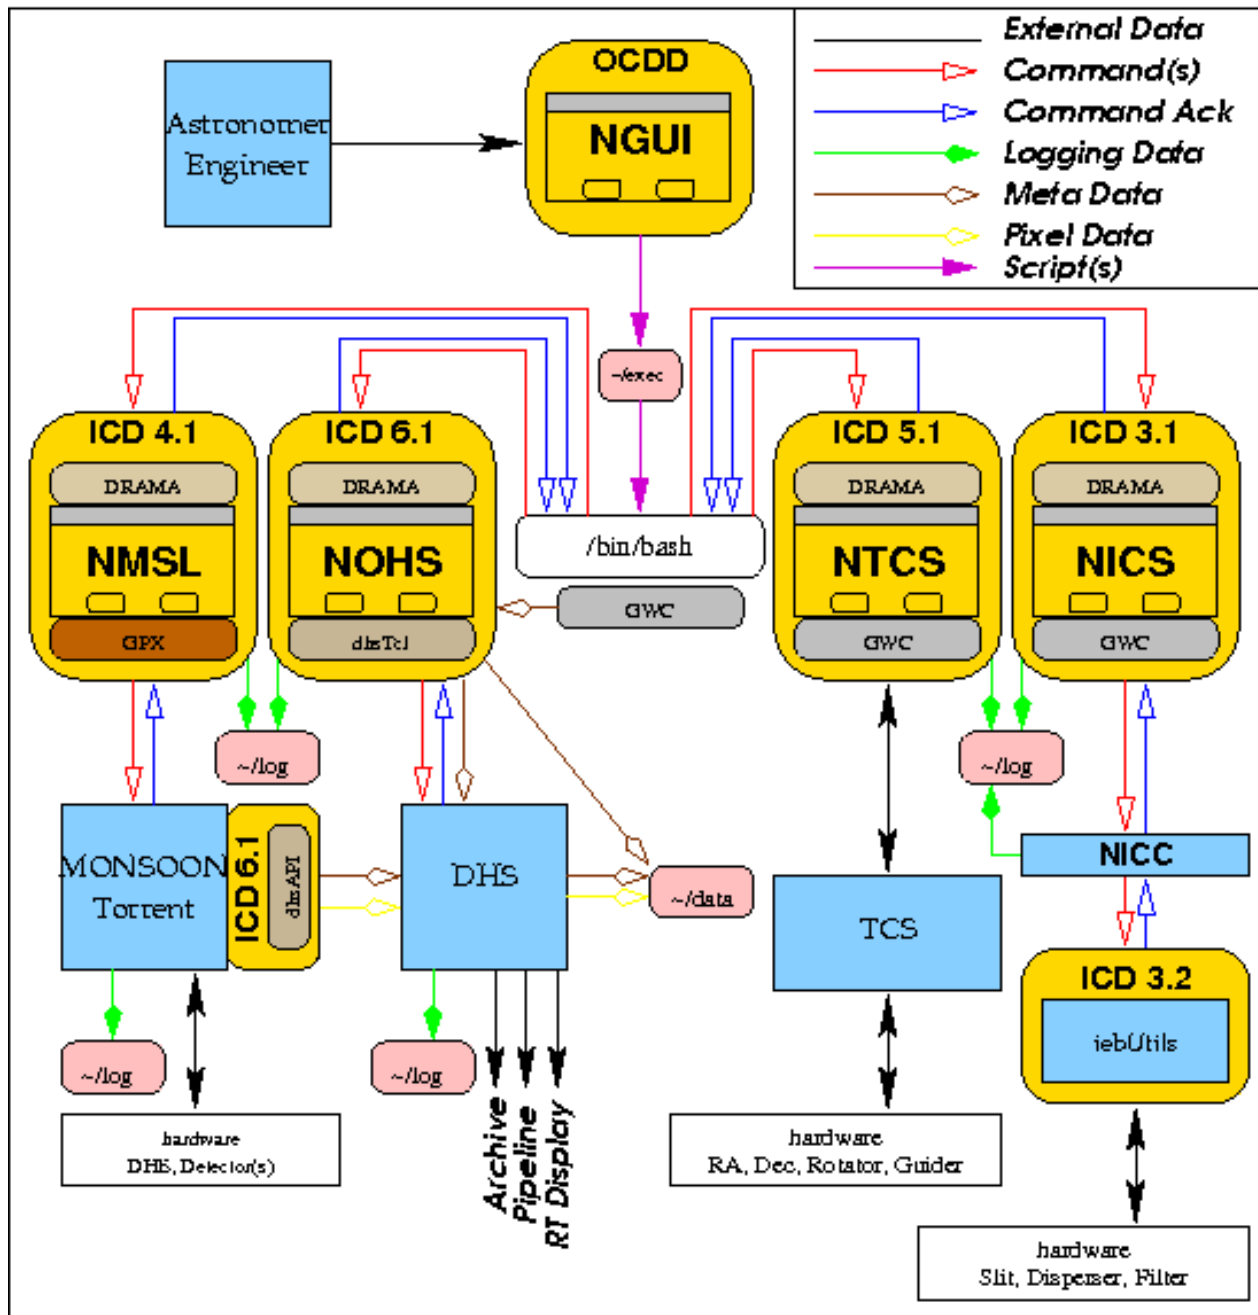 External Data
Command(s)
Command Ack
Logging Data
Meta Data
Pixel Data
Script(s)
Astronomer
Engineer
OCDD
NGUI
~/exec
ICD 4.1
DRAMA
NMSL
GPX
ICD 6.1
DRAMA
NOHS
dhsTcl
/bin/bash
GWC
ICD 5.1
DRAMA
NTCS
GWC
ICD 3.1
DRAMA
NICS
GWC
~/log
~/log
MONSOON
Torrent
ICD 6.1
dhsAPI
DHS
~/data
TCS
NICC
ICD 3.2
iebUtils
~/log
~/log
Archive
Pipeline
RT Display
hardware
DHE, Detector(s)
hardware
RA, Dec, Rotator, Guider
hardware
Slit, Disperser, Filter